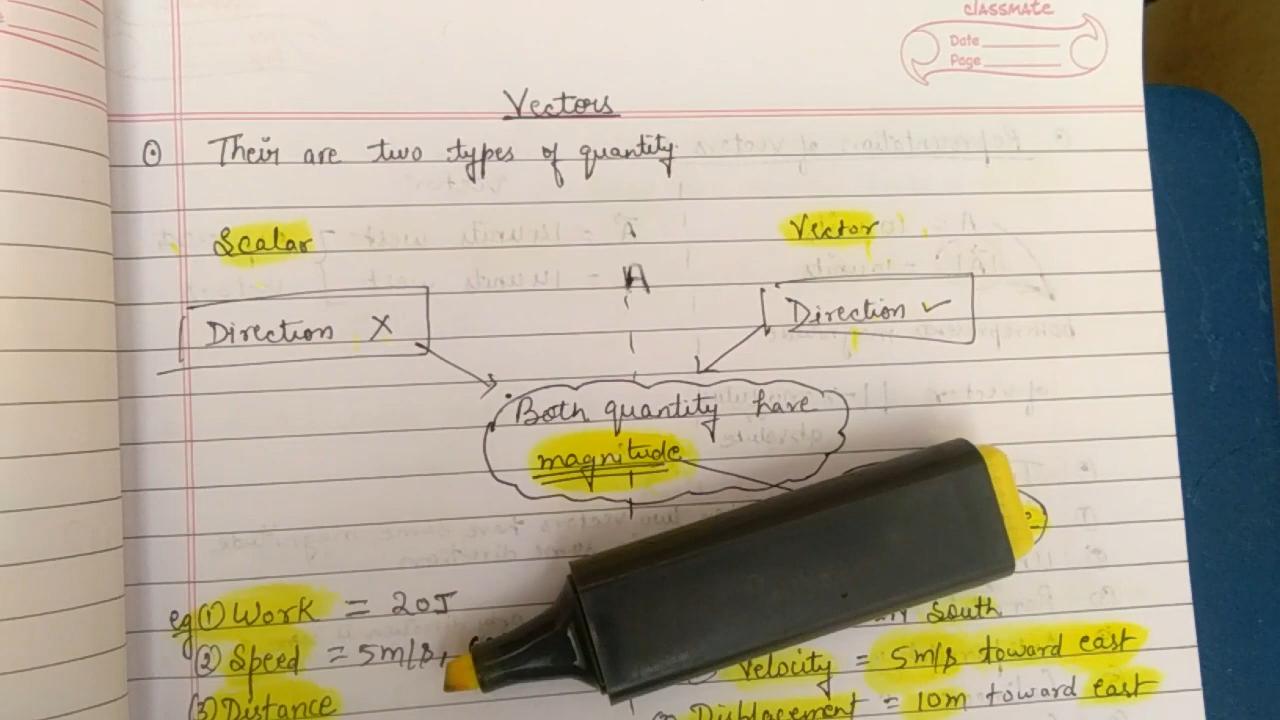 classmate
Date
Page
Vectors
Their are two types of quantity
Scalar Vector
A
Direction X Direction ✓
Both quantity have
magnitude
eg (1) Work = 20J South
(2) Speed = 5m/s, Velocity = 5m/s toward east
(3) Distance Displacement = 10m toward east